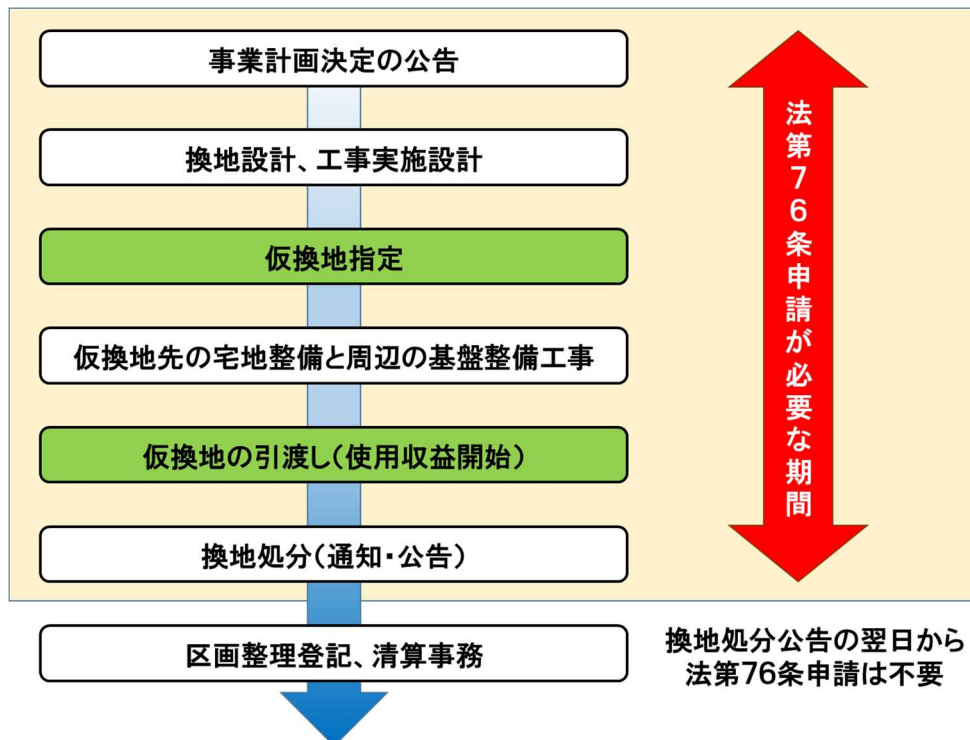 事業計画決定の公告
換地設計、工事実施設計
仮換地指定
仮換地先の宅地整備と周辺の基盤整備工事
仮換地の引渡し(使用収益開始)
換地処分(通知・公告)
区画整理登記、清算事務
法第76条申請が必要な期間
換地処分公告の翌日から
法第76条申請は不要